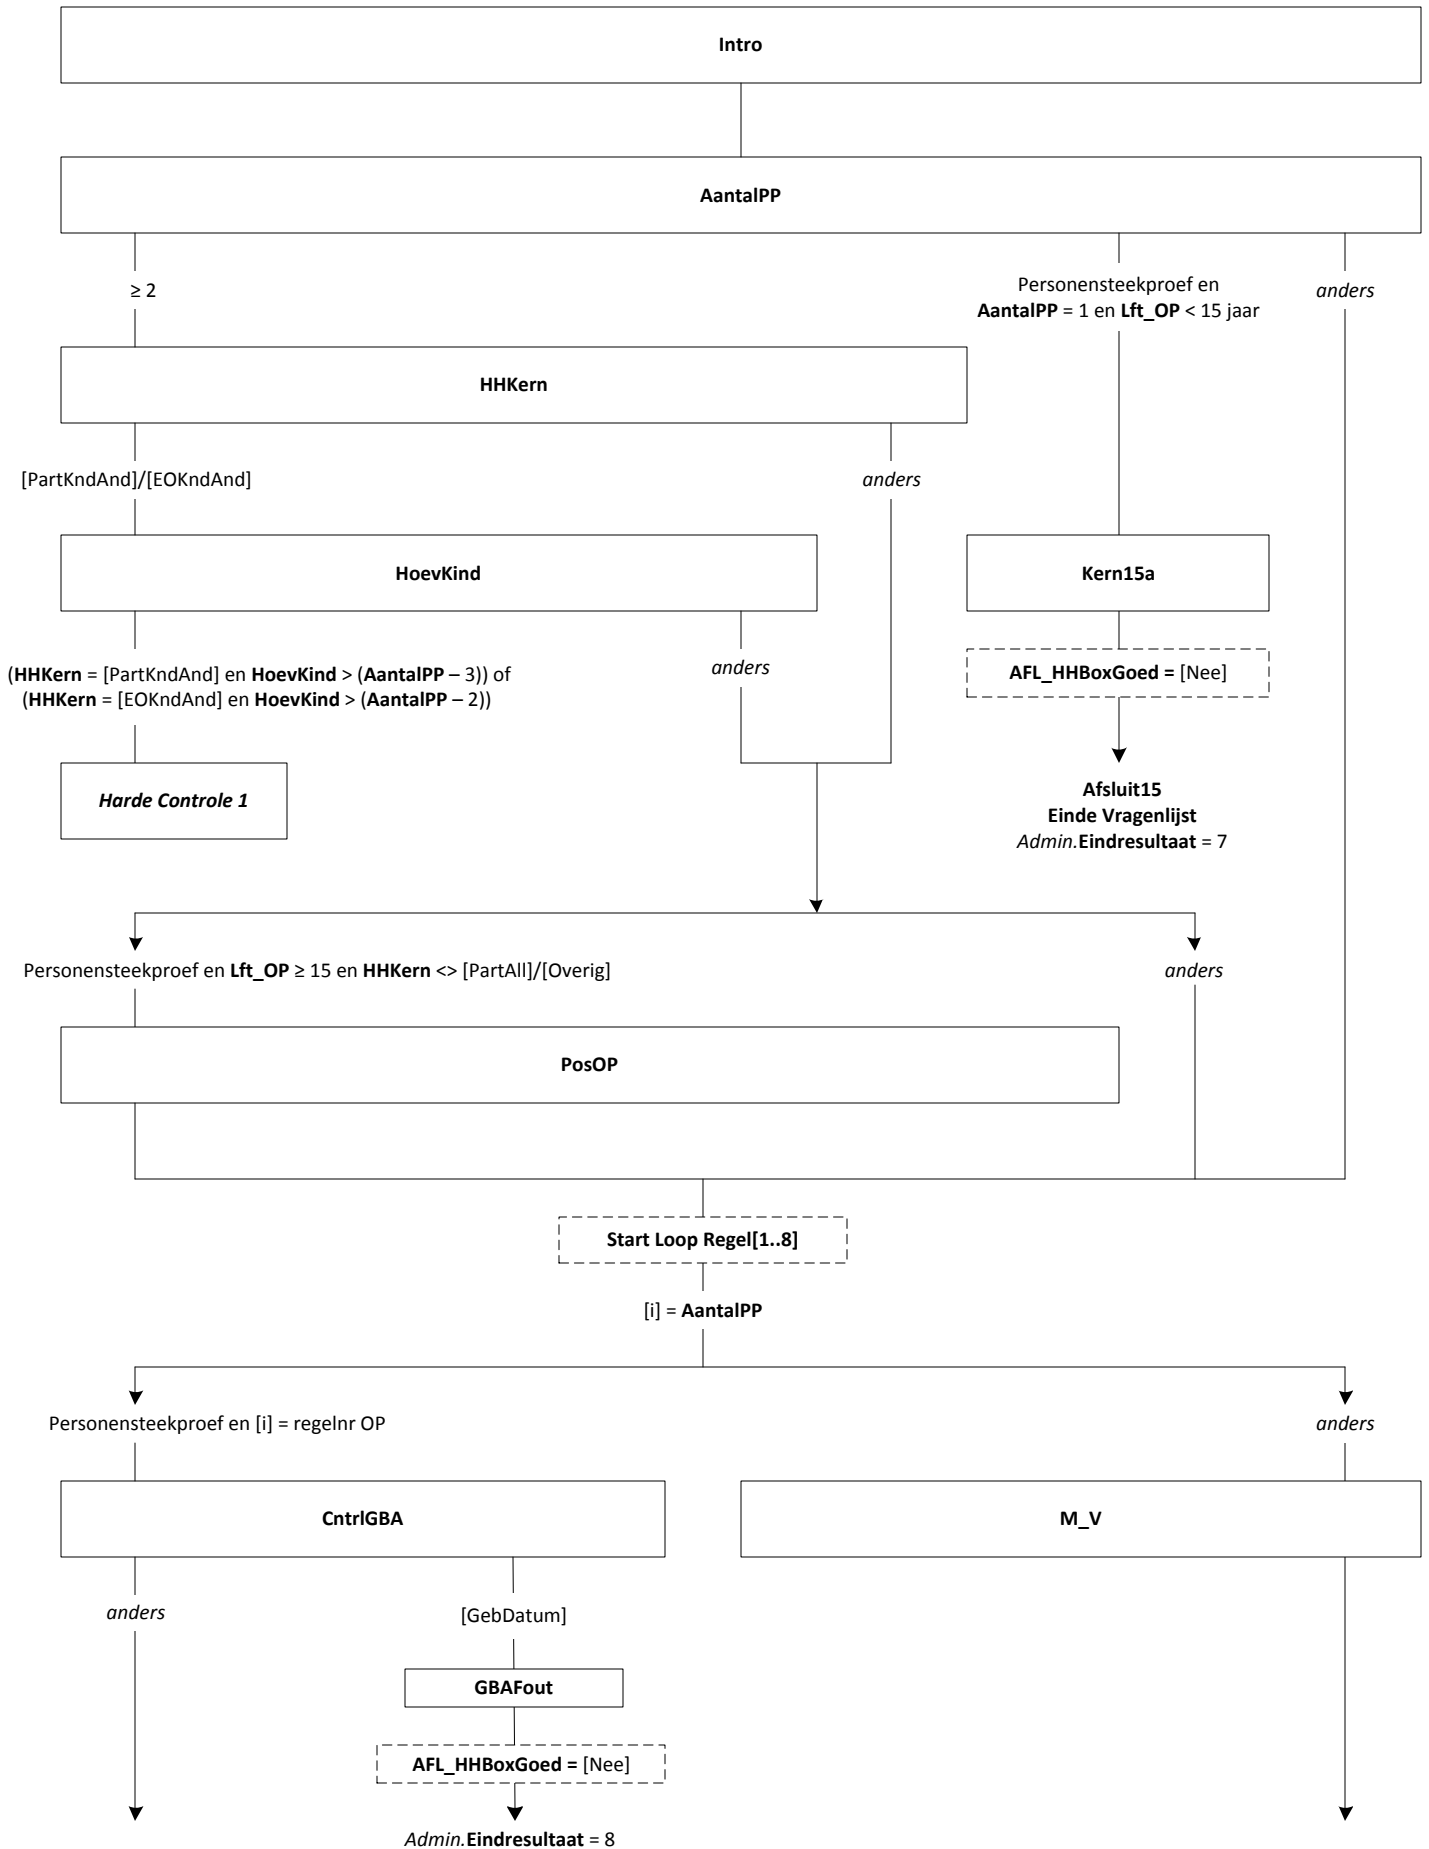 Intro
AantalPP
≥ 2
Personensteekproef en
AantalPP = 1 en Lft_OP < 15 jaar
anders
HHKern
[PartKndAnd]/[EOKndAnd]
anders
HoevKind
Kern15a
(HHKern = [PartKndAnd] en HoevKind > (AantalPP – 3)) of
(HHKern = [EOKndAnd] en HoevKind > (AantalPP – 2))
anders
AFL_HHBoxGoed = [Nee]
Harde Controle 1
Afsluit15
Einde Vragenlijst
Admin.Eindresultaat = 7
Personensteekproef en Lft_OP ≥ 15 en HHKern <> [PartAll]/[Overig]
anders
PosOP
Start Loop Regel[1..8]
[i] = AantalPP
Personensteekproef en [i] = regelnr OP
anders
CntrlGBA
M_V
anders
[GebDatum]
GBAFout
AFL_HHBoxGoed = [Nee]
Admin.Eindresultaat = 8